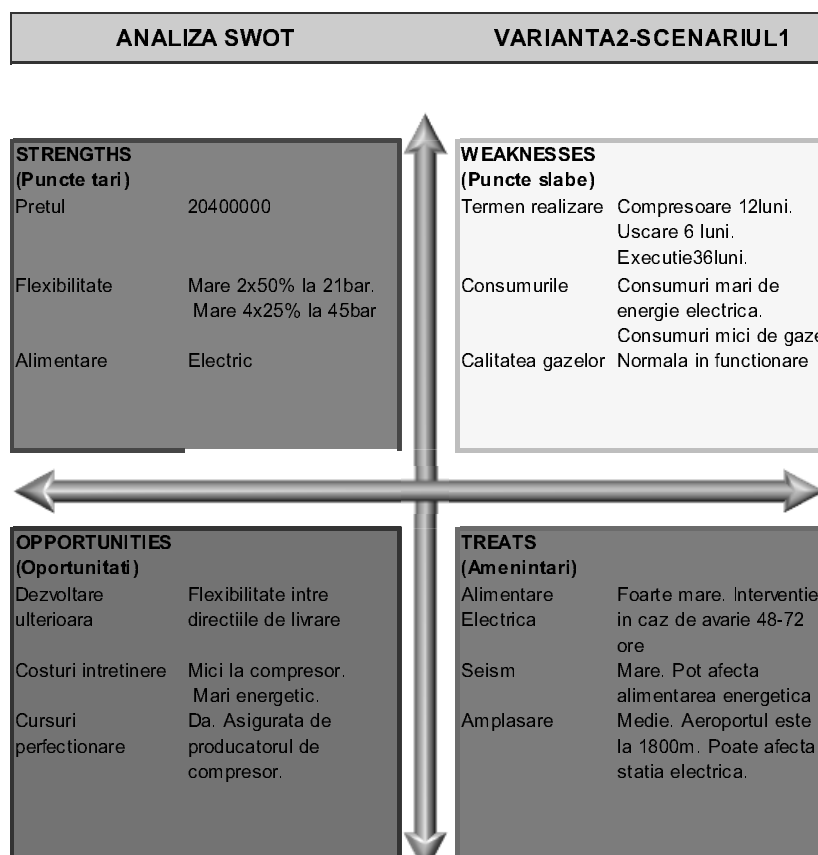 ANALIZA SWOT VARIANTA2-SCENARIUL1
STRENGTHS
(Puncte tari)
Pretul 20400000
Flexibilitate Mare 2x50% la 21bar.
Mare 4x25% la 45bar
Alimentare Electric
WEAKNESSES
(Puncte slabe)
Termen realizare Compresoare 12luni.
Uscare 6 luni.
Executie36luni.
Consumurile Consumuri mari de
energie electrica.
Consumuri mici de gaze
Calitatea gazelor Normala in functionare
OPPORTUNITIES
(Oportunitati)
Dezvoltare Flexibilitate intre
ulterioara directiile de livrare
Costuri intretinere Mici la compresor.
Mari energetic.
Cursuri Da. Asigurata de
perfectionare producatorul de
compresor.
TREATS
(Amenintari)
Alimentare Foarte mare. Interventie
Electrica in caz de avarie 48-72
ore
Seism Mare. Pot afecta
alimentarea energetica
Amplasare Medie. Aeroportul este
la 1800m. Poate afecta
statia electrica.